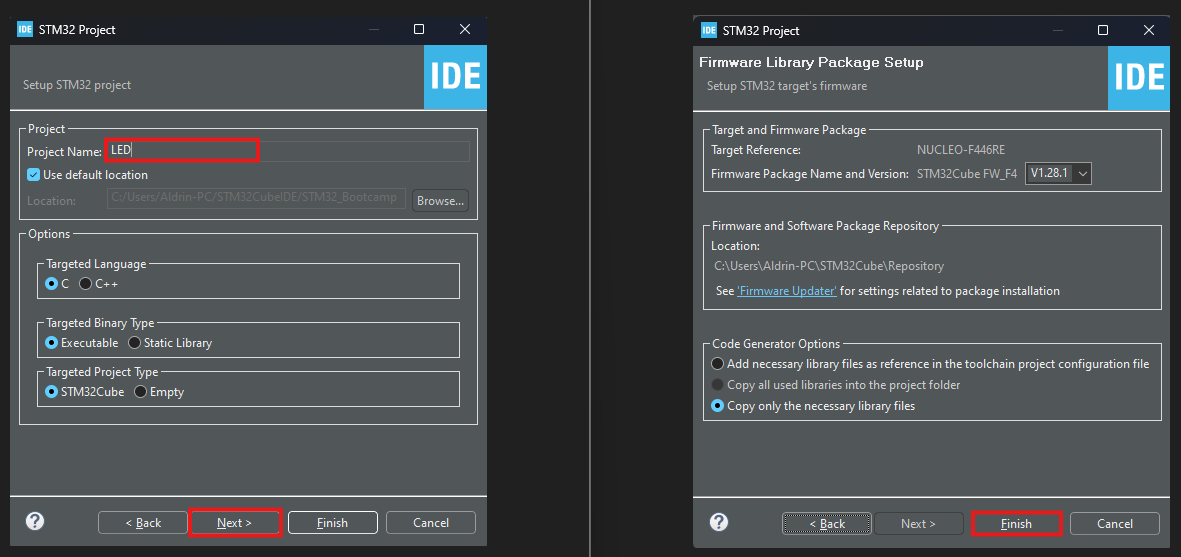 IDE STM32 Project
IDE
Setup STM32 project
Project
Project Name: LED
Use default location
Location: C:/Users/Aldrin-PC/STM32CubeIDE/STM32_Bootcamp Browse...
Options
Targeted Language
C C++
Targeted Binary Type
Executable Static Library
Targeted Project Type
STM32Cube Empty
? < Back Next > Finish Cancel
IDE STM32 Project
Firmware Library Package Setup
IDE
Setup STM32 target's firmware
Target and Firmware Package
Target Reference: NUCLEO-F446RE
Firmware Package Name and Version: STM32Cube FW_F4 V1.28.1
Firmware and Software Package Repository
Location:
C:\Users\Aldrin-PC\STM32Cube\Repository
See 'Firmware Updater' for settings related to package installation
Code Generator Options
Add necessary library files as reference in the toolchain project configuration file
Copy all used libraries into the project folder
Copy only the necessary library files
? < Back Next > Finish Cancel